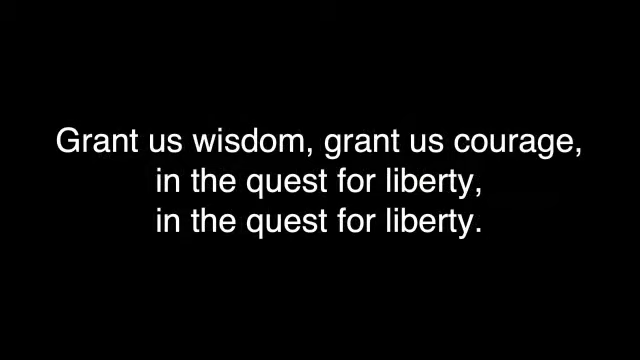 Grant us wisdom, grant us courage,
in the quest for liberty,
in the quest for liberty.